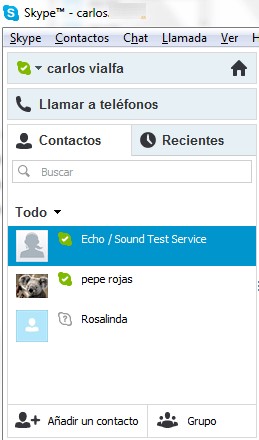 Skype™ - carlos
Skype Contactos Chat Llamada Ver H
carlos vialfa
Llamar a teléfonos
Contactos Recientes
Buscar
Todo
Echo / Sound Test Service
pepe rojas
Rosalinda
Añadir un contacto Grupo